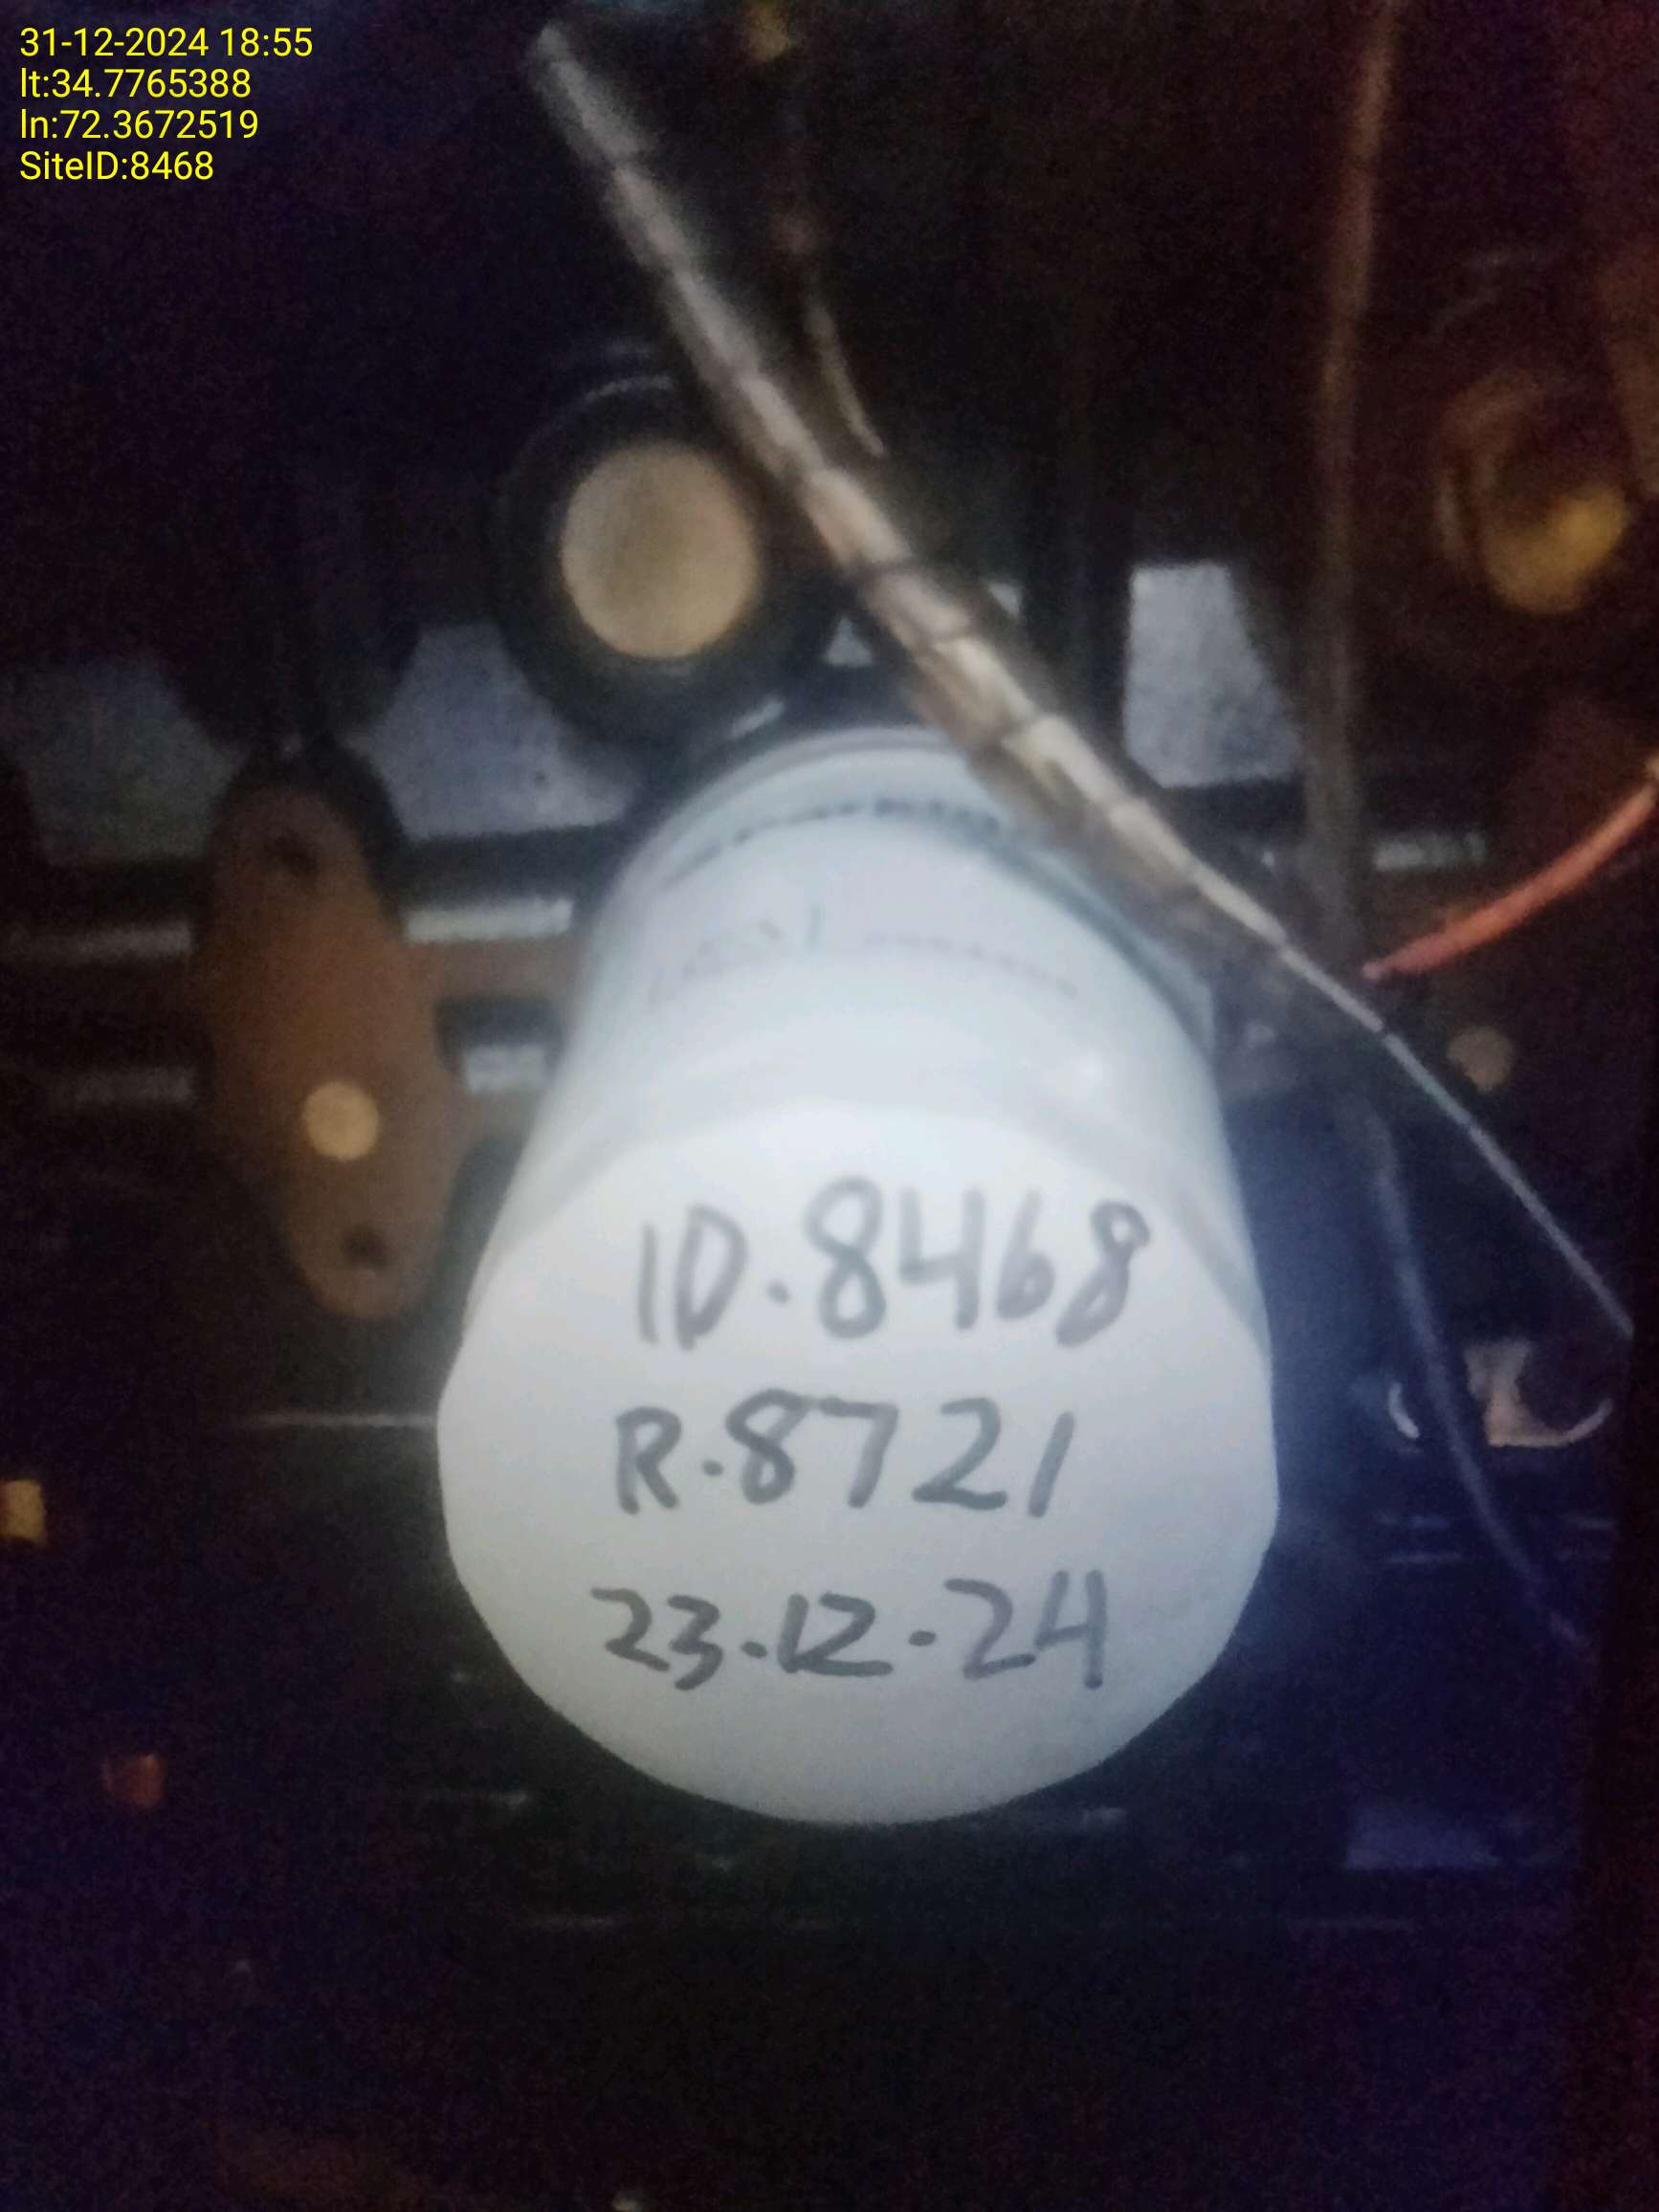 31-12-2024 18:55
lt:34.7765388
ln:72.3672519
SiteID:8468
ID.8468
R.8721
23.12.24